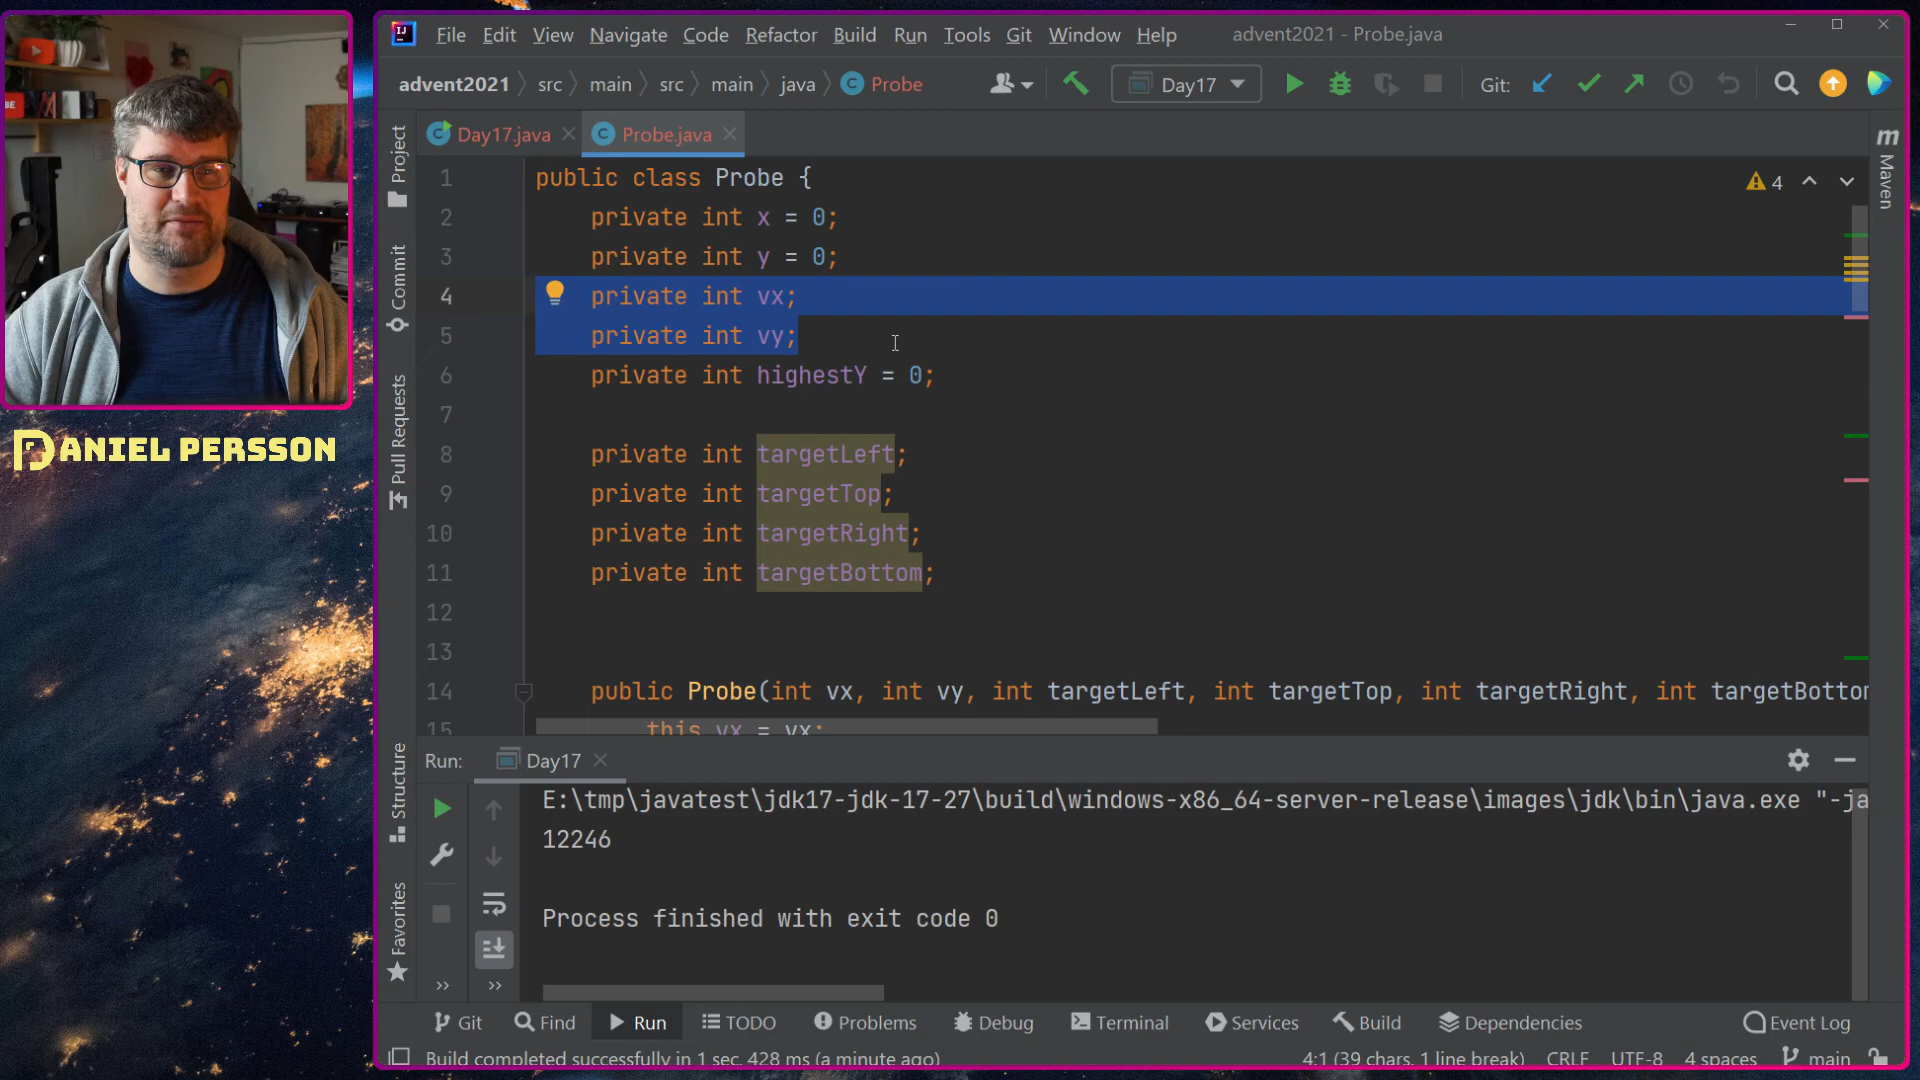 File Edit View Navigate Code Refactor Build Run Tools Git Window Help advent2021 - Probe.java
advent2021 src main src main java Probe Day17 Git:
Day17.java Probe.java
Project
Commit
Pull Requests
Structure
Favorites
Maven
4
1 public class Probe {
2 private int x = 0;
3 private int y = 0;
4 private int vx;
5 private int vy;
6 private int highestY = 0;
7
8 private int targetLeft;
9 private int targetTop;
10 private int targetRight;
11 private int targetBottom;
12
13
14 public Probe(int vx, int vy, int targetLeft, int targetTop, int targetRight, int targetBottom
15 this vx = vx;
DANIEL PERSSON
Run: Day17
E:\tmp\javatest\jdk17-jdk-17-27\build\windows-x86_64-server-release\images\jdk\bin\java.exe "-ja
12246
Process finished with exit code 0
Git Find Run TODO Problems Debug Terminal Services Build Dependencies Event Log
Build completed successfully in 1 sec, 428 ms (a minute ago) 4:1 (39 chars, 1 line break) CRLF UTF-8 4 spaces main